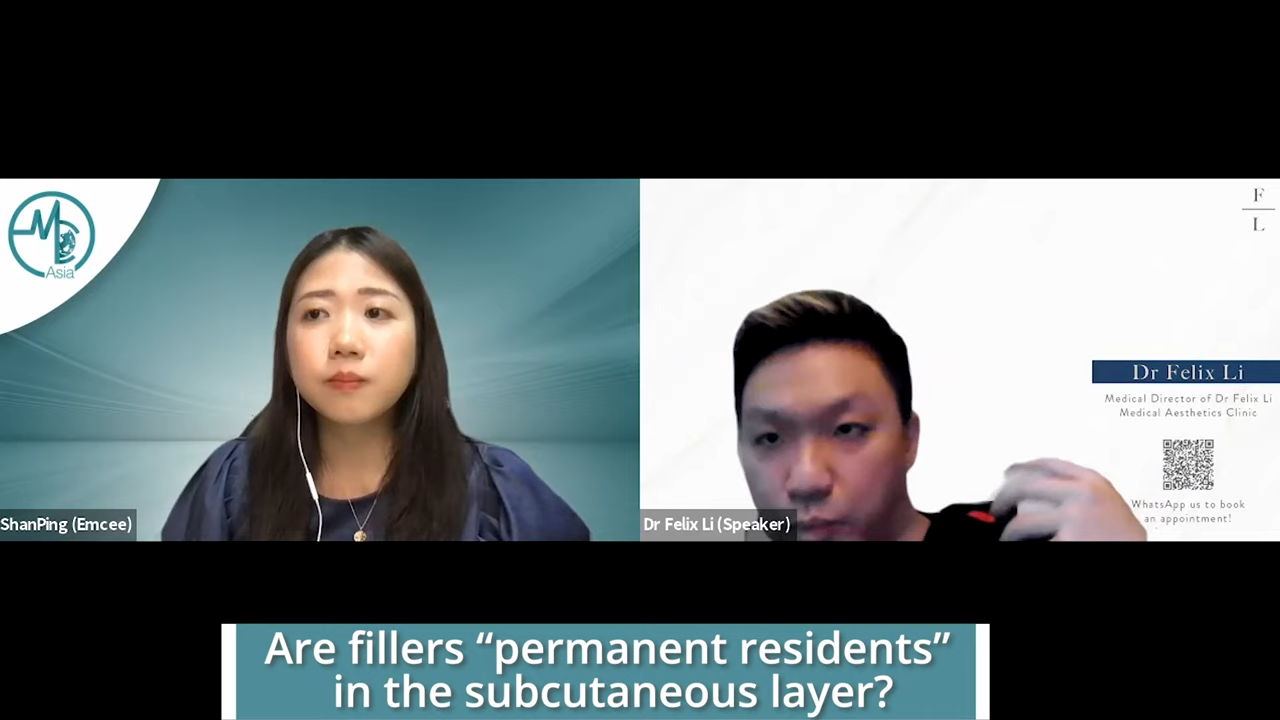 Asia
F
L
Dr Felix Li
Medical Director of Dr Felix Li
Medical Aesthetics Clinic
WhatsApp us to book
an appointment!
ShanPing (Emcee)
Dr Felix Li (Speaker)
Are fillers “permanent residents”
in the subcutaneous layer?